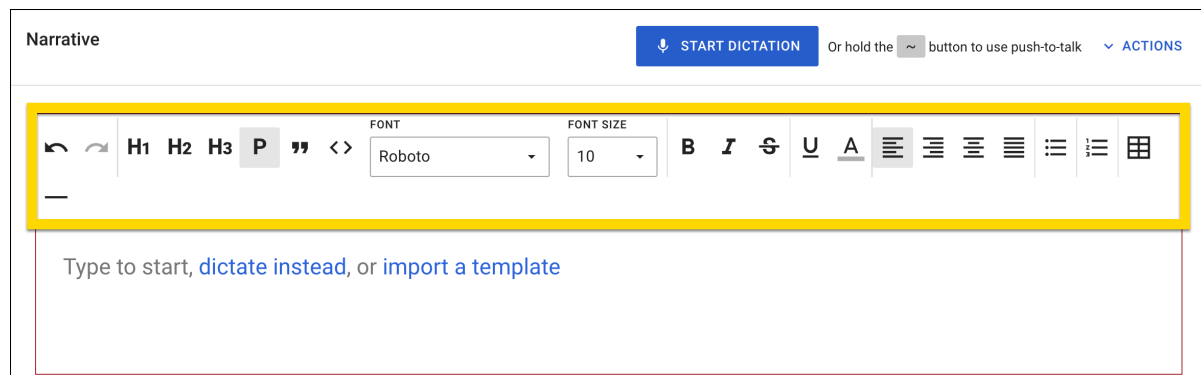 Narrative
START DICTATION Or hold the ~ button to use push-to-talk ACTIONS
FONT FONT SIZE
H1 H2 H3 P " <> Roboto 10 B I S U A
Type to start, dictate instead, or import a template